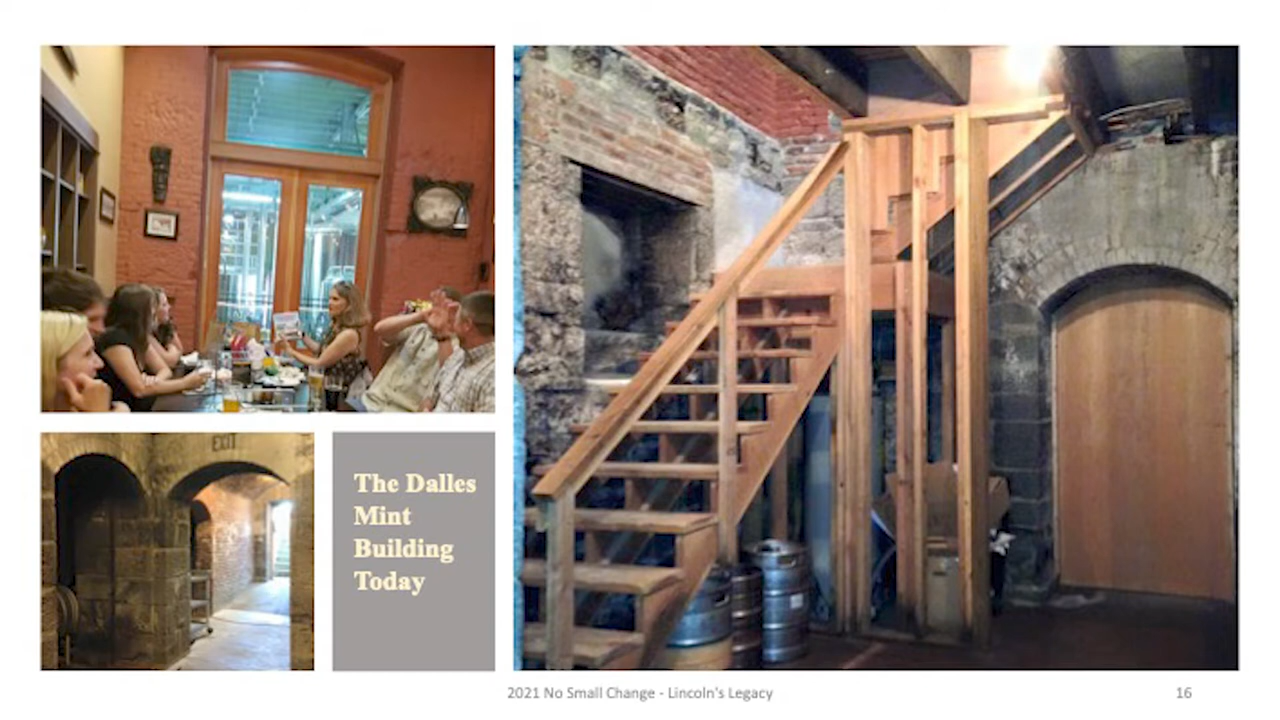 EXIT
The Dalles
Mint
Building
Today
2021 No Small Change - Lincoln's Legacy
16